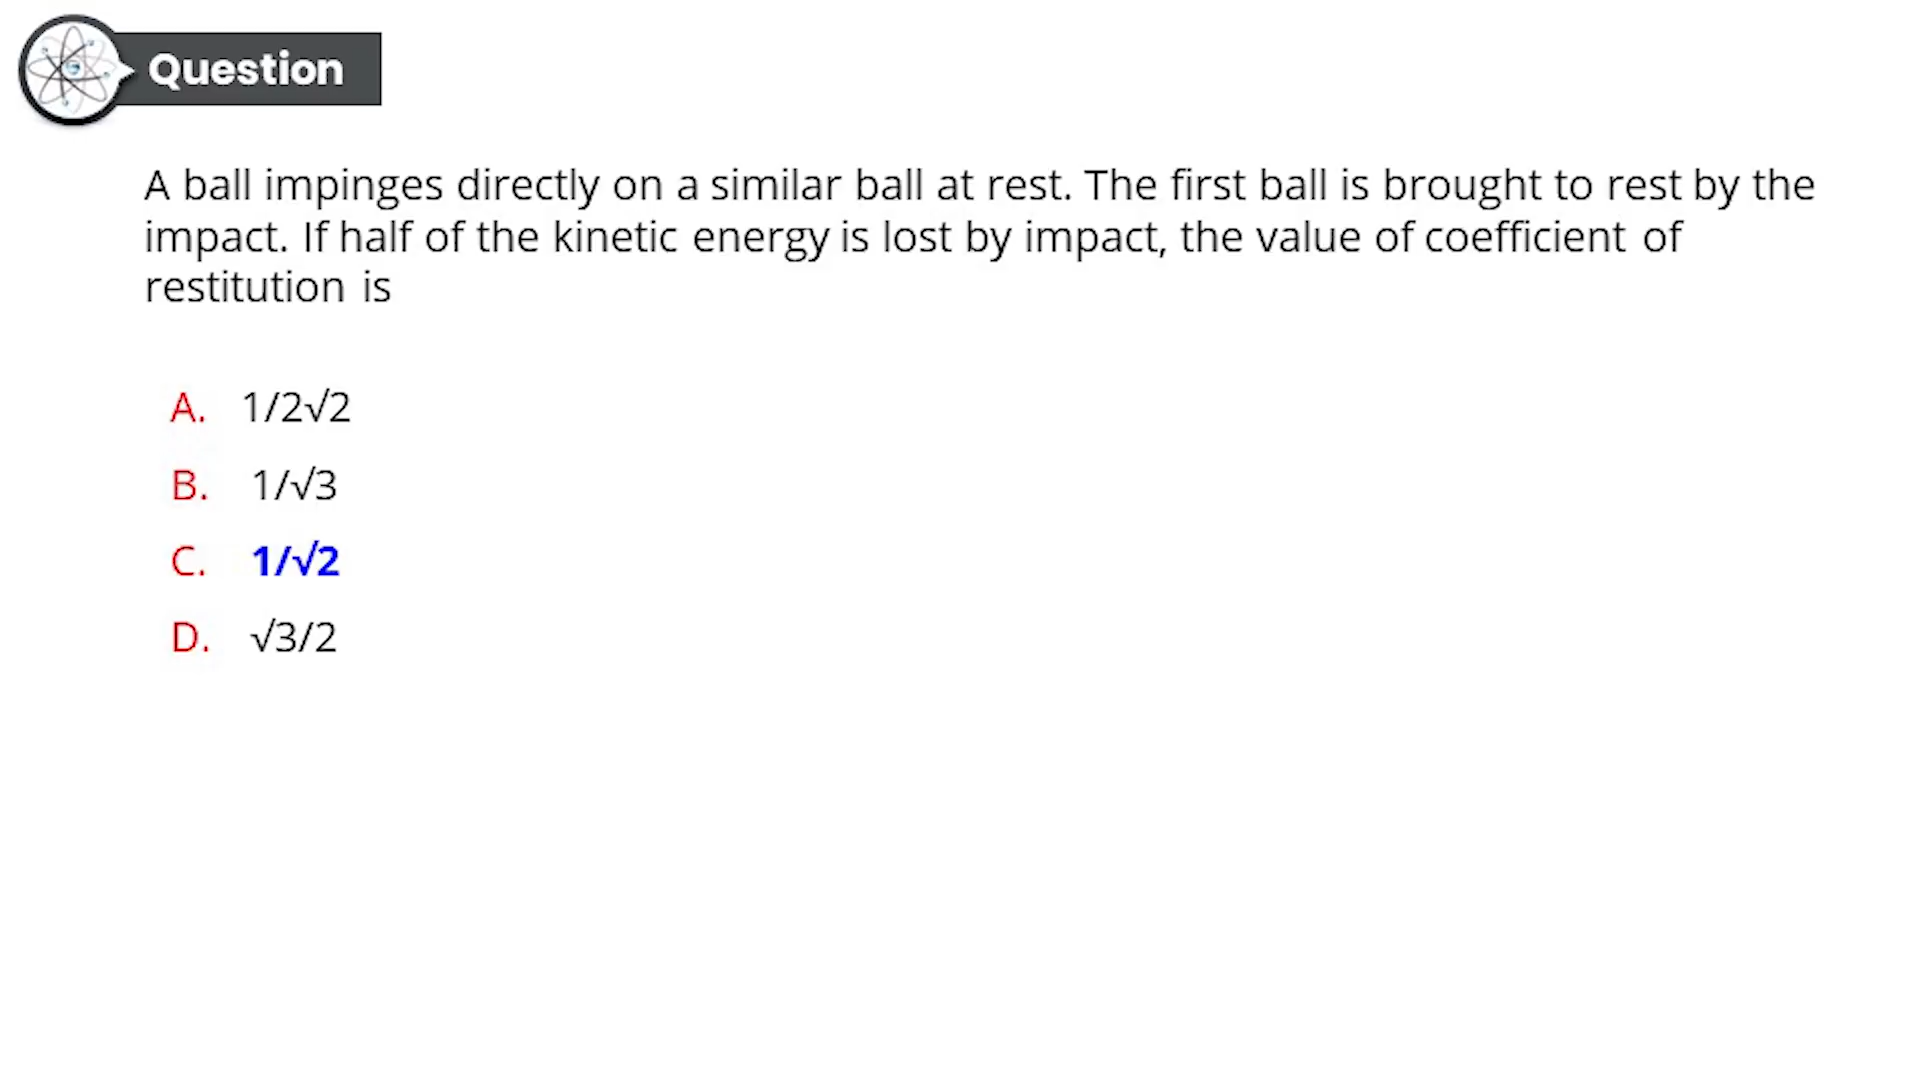 Question
A ball impinges directly on a similar ball at rest. The first ball is brought to rest by the
impact. If half of the kinetic energy is lost by impact, the value of coefficient of
restitution is
A. 1/2√2
B. 1/√3
C. 1/√2
D. √3/2